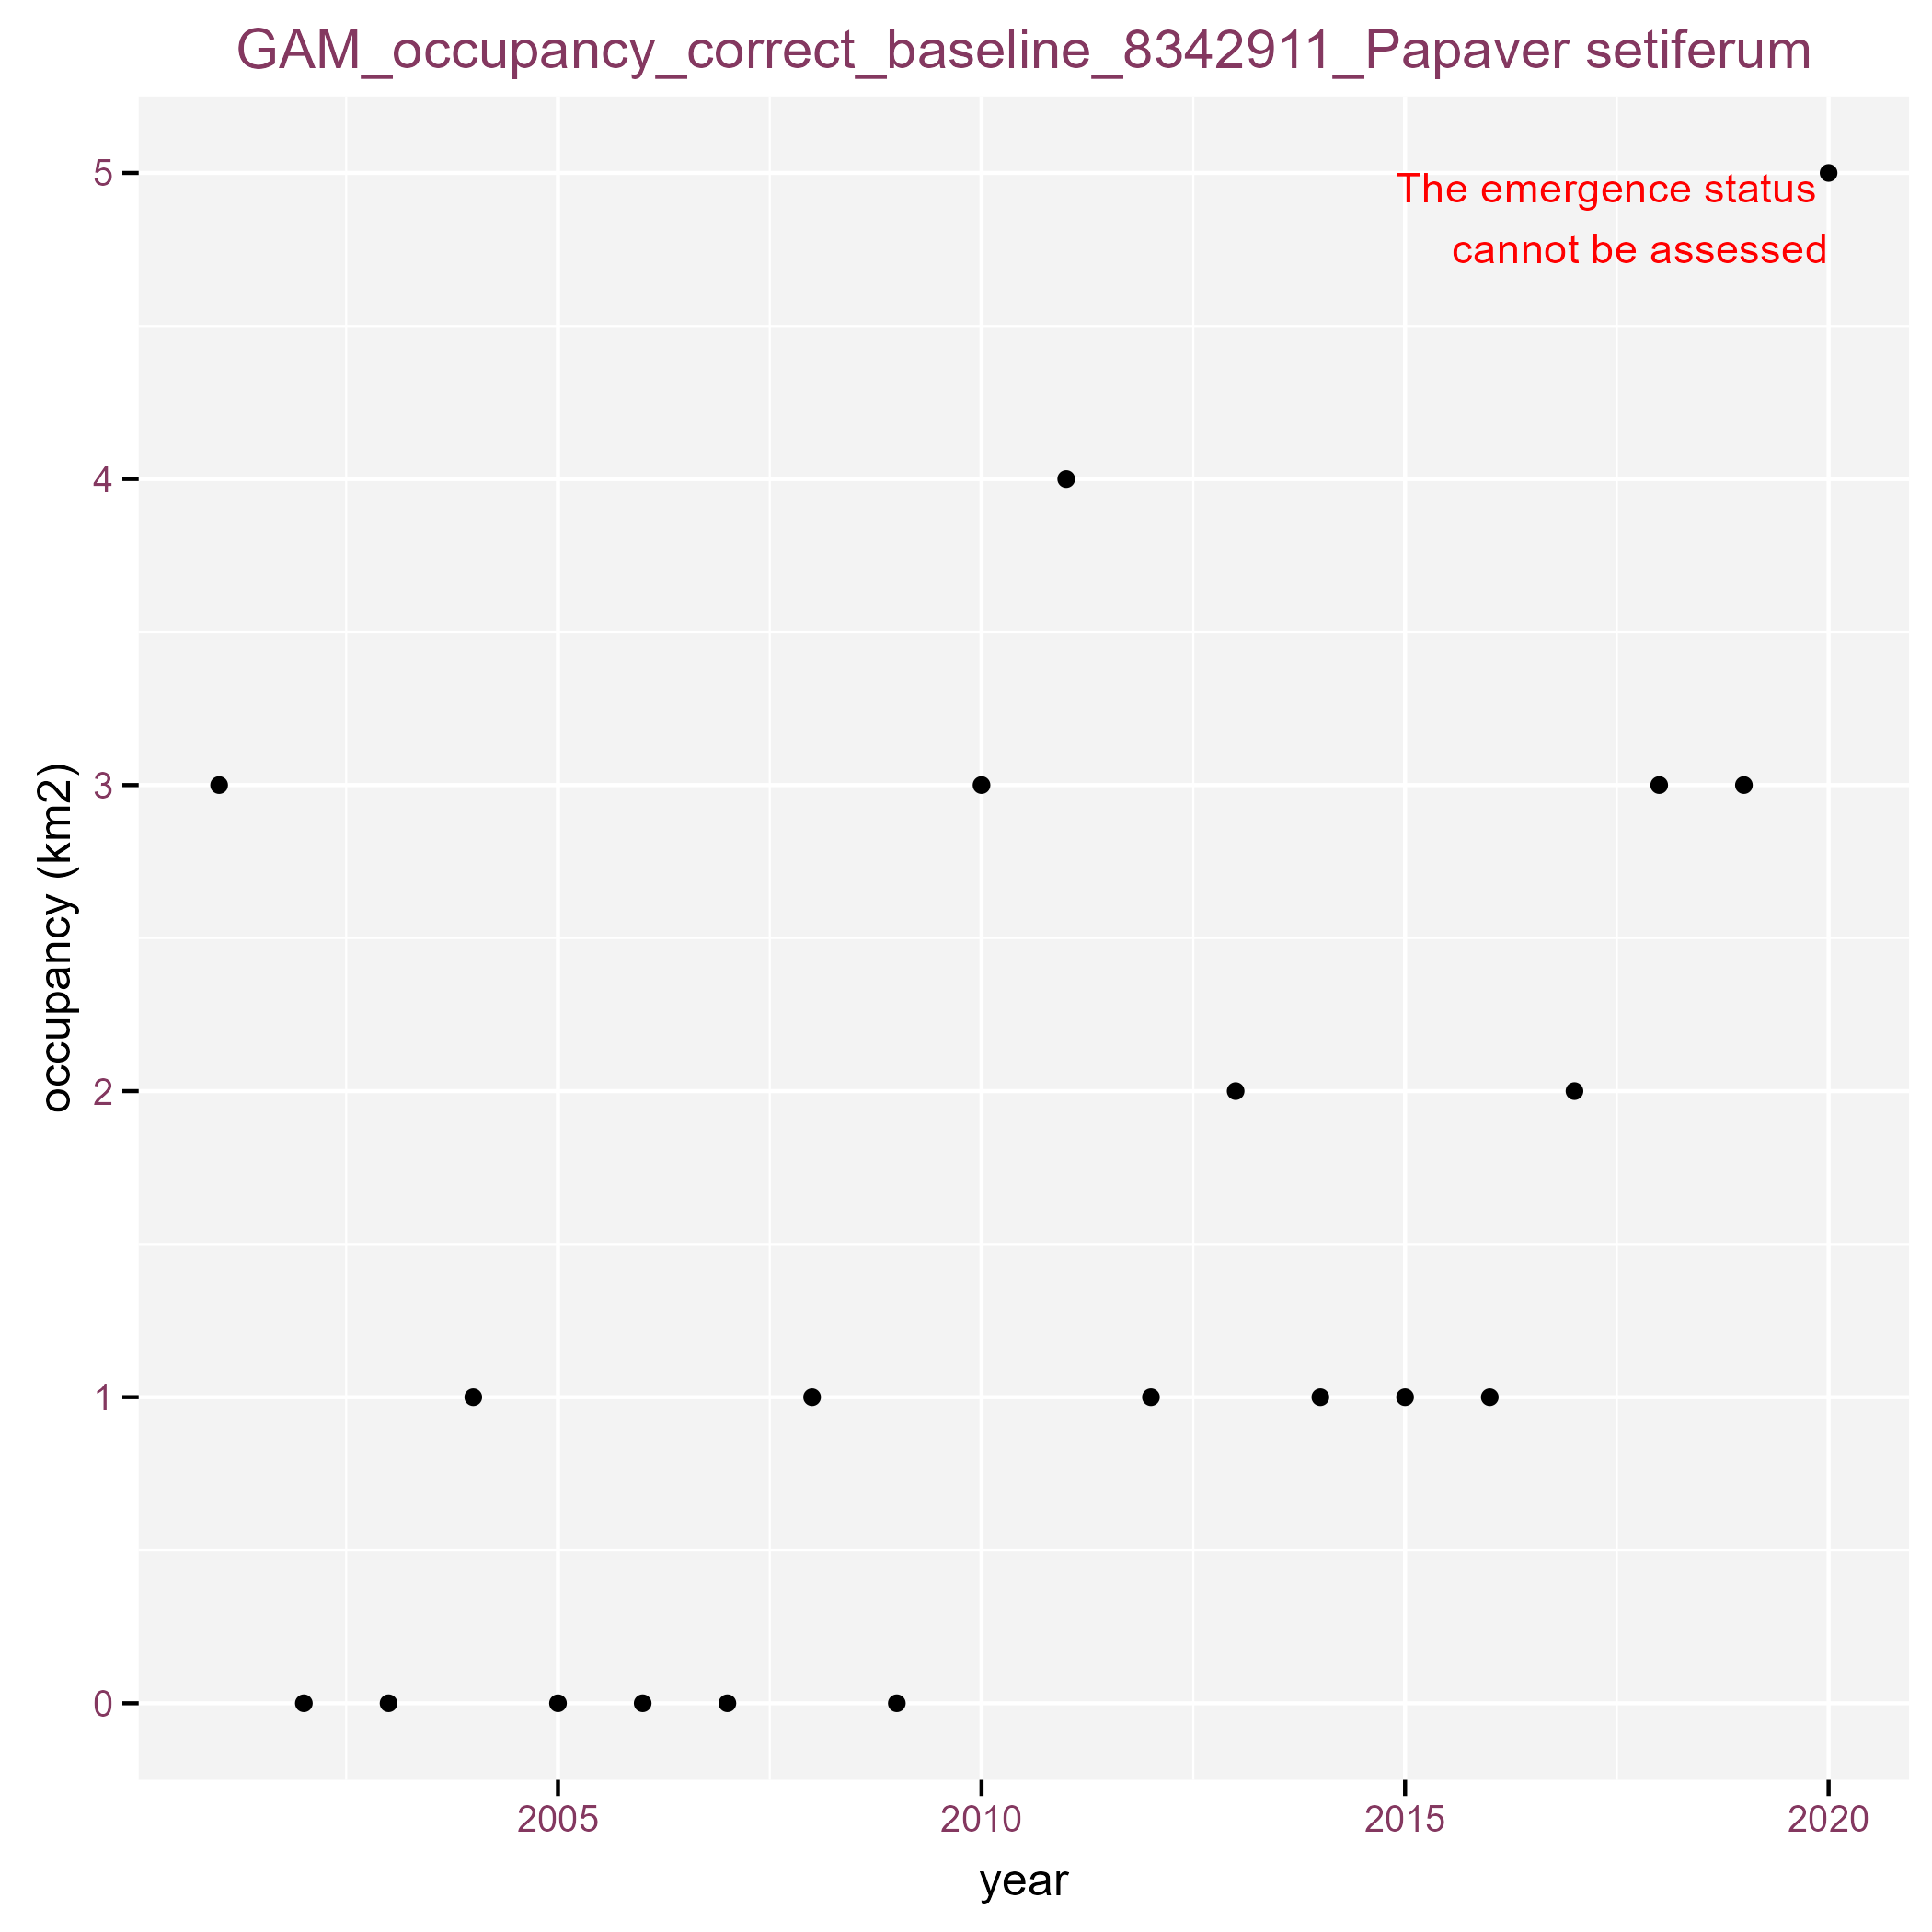 GAM_occupancy_correct_baseline_8342911_Papaver setiferum
5
The emergence status
cannot be assessed
4
3
occupancy (km2)
2
1
0
2005 2010 2015 2020
year